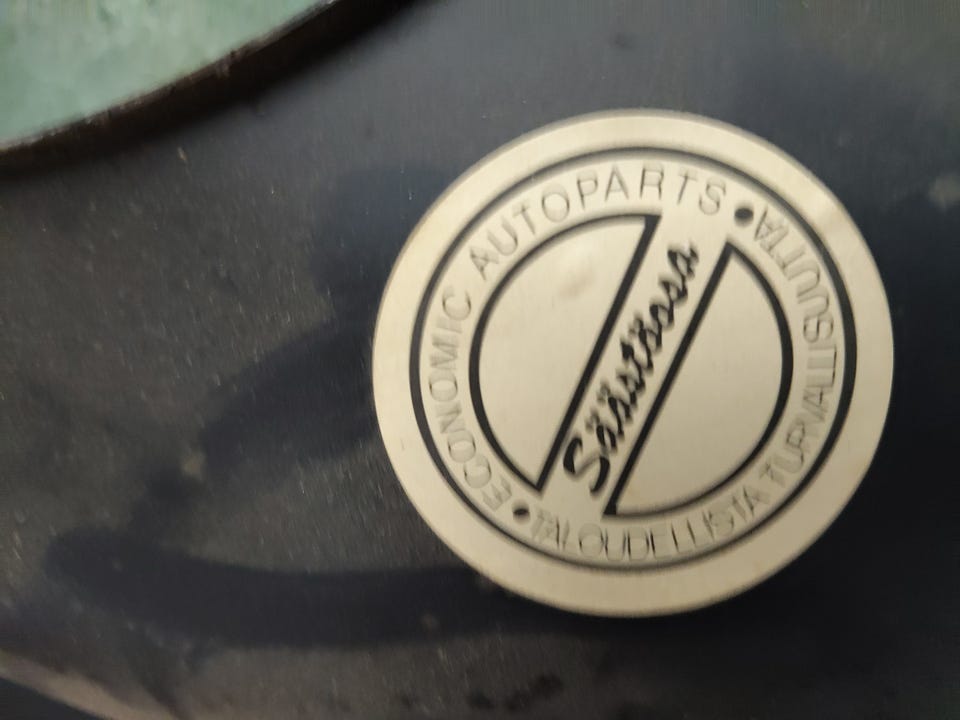 ECONOMIC AUTOPARTS
Säästöosa
TALOUDELLISTA TURVALLISUUTTA